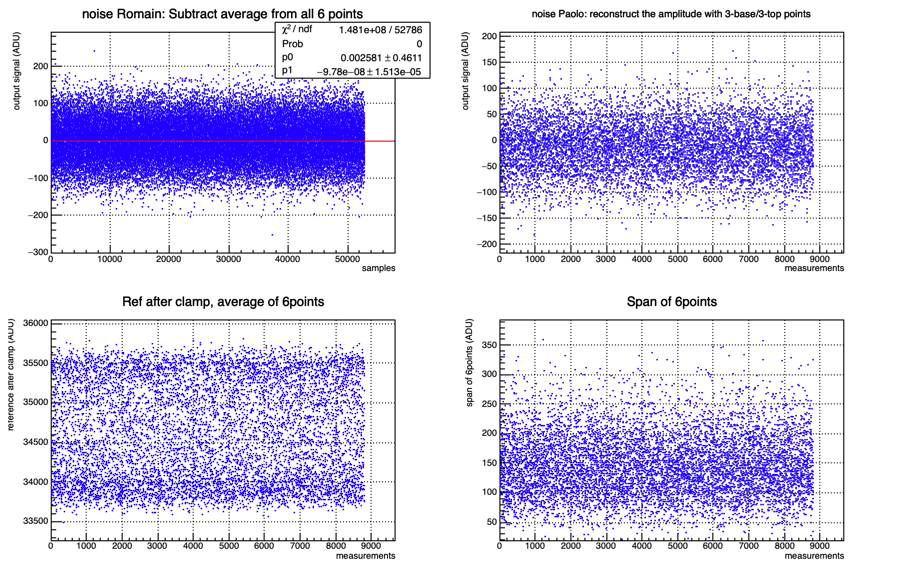 noise Romain: Subtract average from all 6 points
χ² / ndf 1.481e+08 / 52786
Prob 0
p0 0.002581 ± 0.4611
p1 −9.78e−08 ± 1.513e−05
output signal (ADU)
200
100
0
−100
−200
−300
0 10000 20000 30000 40000 50000
samples
noise Paolo: reconstruct the amplitude with 3-base/3-top points
output signal (ADU)
200
150
100
50
0
−50
−100
−150
−200
0 1000 2000 3000 4000 5000 6000 7000 8000 9000
measurements
Ref after clamp, average of 6points
reference after clamp (ADU)
36000
35500
35000
34500
34000
33500
0 1000 2000 3000 4000 5000 6000 7000 8000 9000
measurements
Span of 6points
span of 6points (ADU)
350
300
250
200
150
100
50
0 1000 2000 3000 4000 5000 6000 7000 8000 9000
measurements